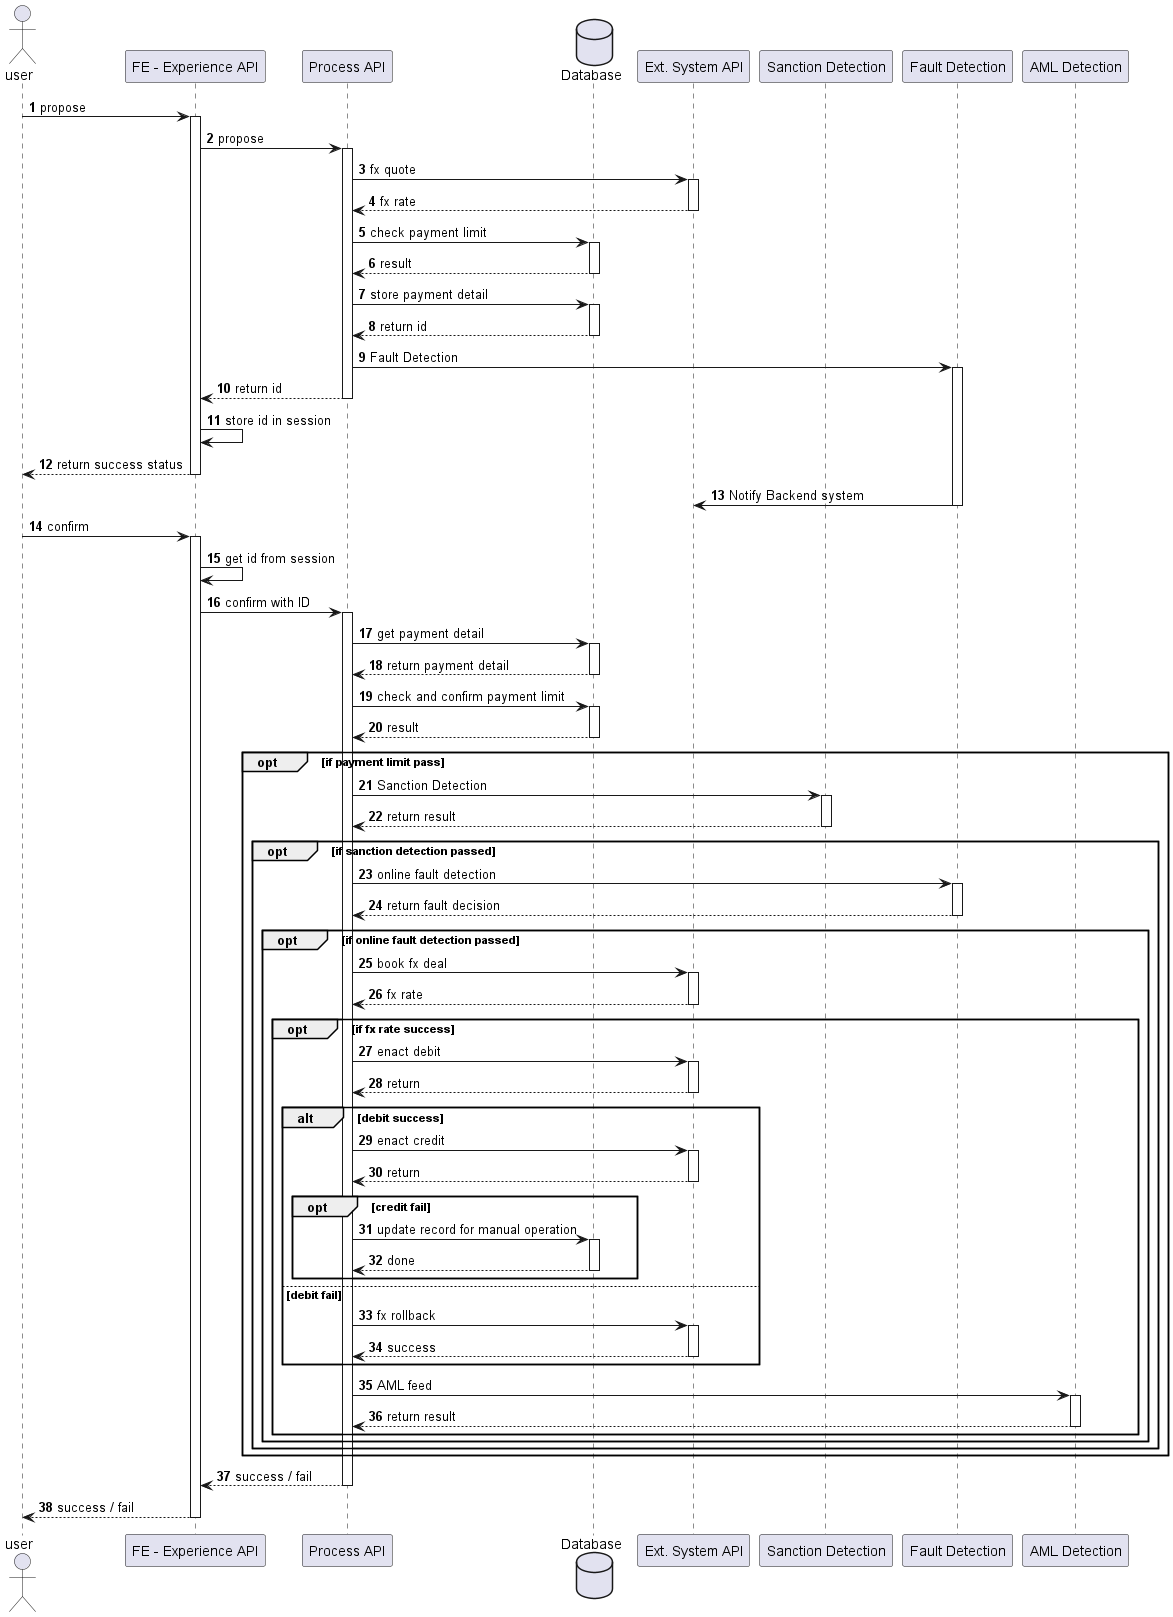 user
FE - Experience API
Process API
Database
Ext. System API
Sanction Detection
Fault Detection
AML Detection
1 propose
2 propose
3 fx quote
4 fx rate
5 check payment limit
6 result
7 store payment detail
8 return id
9 Fault Detection
10 return id
11 store id in session
12 return success status
13 Notify Backend system
14 confirm
15 get id from session
16 confirm with ID
17 get payment detail
18 return payment detail
19 check and confirm payment limit
20 result
opt [if payment limit pass]
21 Sanction Detection
22 return result
opt [if sanction detection passed]
23 online fault detection
24 return fault decision
opt [if online fault detection passed]
25 book fx deal
26 fx rate
opt [if fx rate success]
27 enact debit
28 return
alt [debit success]
29 enact credit
30 return
opt [credit fail]
31 update record for manual operation
32 done
[debit fail]
33 fx rollback
34 success
35 AML feed
36 return result
37 success / fail
38 success / fail
user
FE - Experience API
Process API
Database
Ext. System API
Sanction Detection
Fault Detection
AML Detection